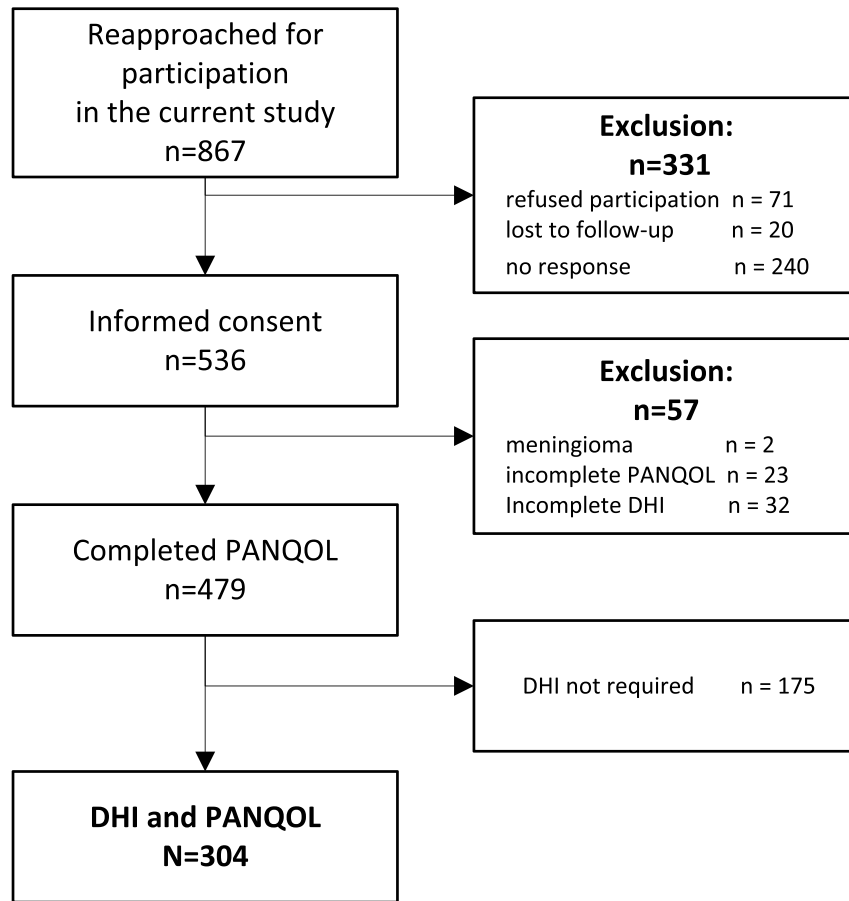 Reapproached for
participation
in the current study
n=867
Exclusion:
n=331
refused participation n = 71
lost to follow-up n = 20
no response n = 240
Informed consent
n=536
Exclusion:
n=57
meningioma n = 2
incomplete PANQOL n = 23
Incomplete DHI n = 32
Completed PANQOL
n=479
DHI not required n = 175
DHI and PANQOL
N=304